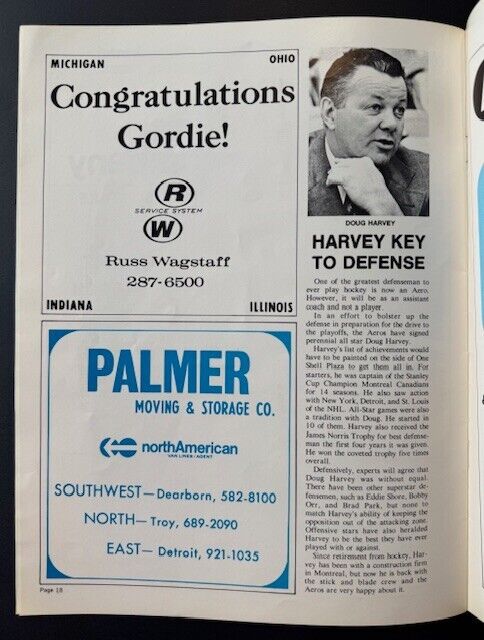 MICHIGAN
OHIO
Congratulations
Gordie!
R
SERVICE SYSTEM
W
Russ Wagstaff
287-6500
INDIANA
ILLINOIS
PALMER
MOVING & STORAGE CO.
northAmerican
VAN LINES/AGENT
SOUTHWEST—Dearborn, 582-8100
NORTH—Troy, 689-2090
EAST—Detroit, 921-1035
Page 18
DOUG HARVEY
HARVEY KEY
TO DEFENSE
One of the greatest defenseman to
ever play hockey is now an Aero.
However, it will be as an assistant
coach and not a player.
In an effort to bolster up the
defense in preparation for the drive to
the playoffs, the Aeros have signed
perennial all star Doug Harvey.
Harvey's list of achievements would
have to be painted on the side of One
Shell Plaza to get them all in. For
starters, he was captain of the Stanley
Cup Champion Montreal Canadians
for 14 seasons. He also saw action
with New York, Detroit, and St. Louis
of the NHL. All-Star games were also
a tradition with Doug. He started in
10 of them. Harvey also received the
James Norris Trophy for best defense-
man the first four years it was given.
He won the coveted trophy five times
overall.
Defensively, experts will agree that
Doug Harvey was without equal.
There have been other superstar de-
fensemen, such as Eddie Shore, Bobby
Orr, and Brad Park, but none to
match Harvey's ability of keeping the
opposition out of the attacking zone.
Offensive stars have also heralded
Harvey to be the best they have ever
played with or against.
Since retirement from hockey, Har-
vey has been with a construction firm
in Montreal, but now he is back with
the stick and blade crew and the
Aeros are very happy about it.